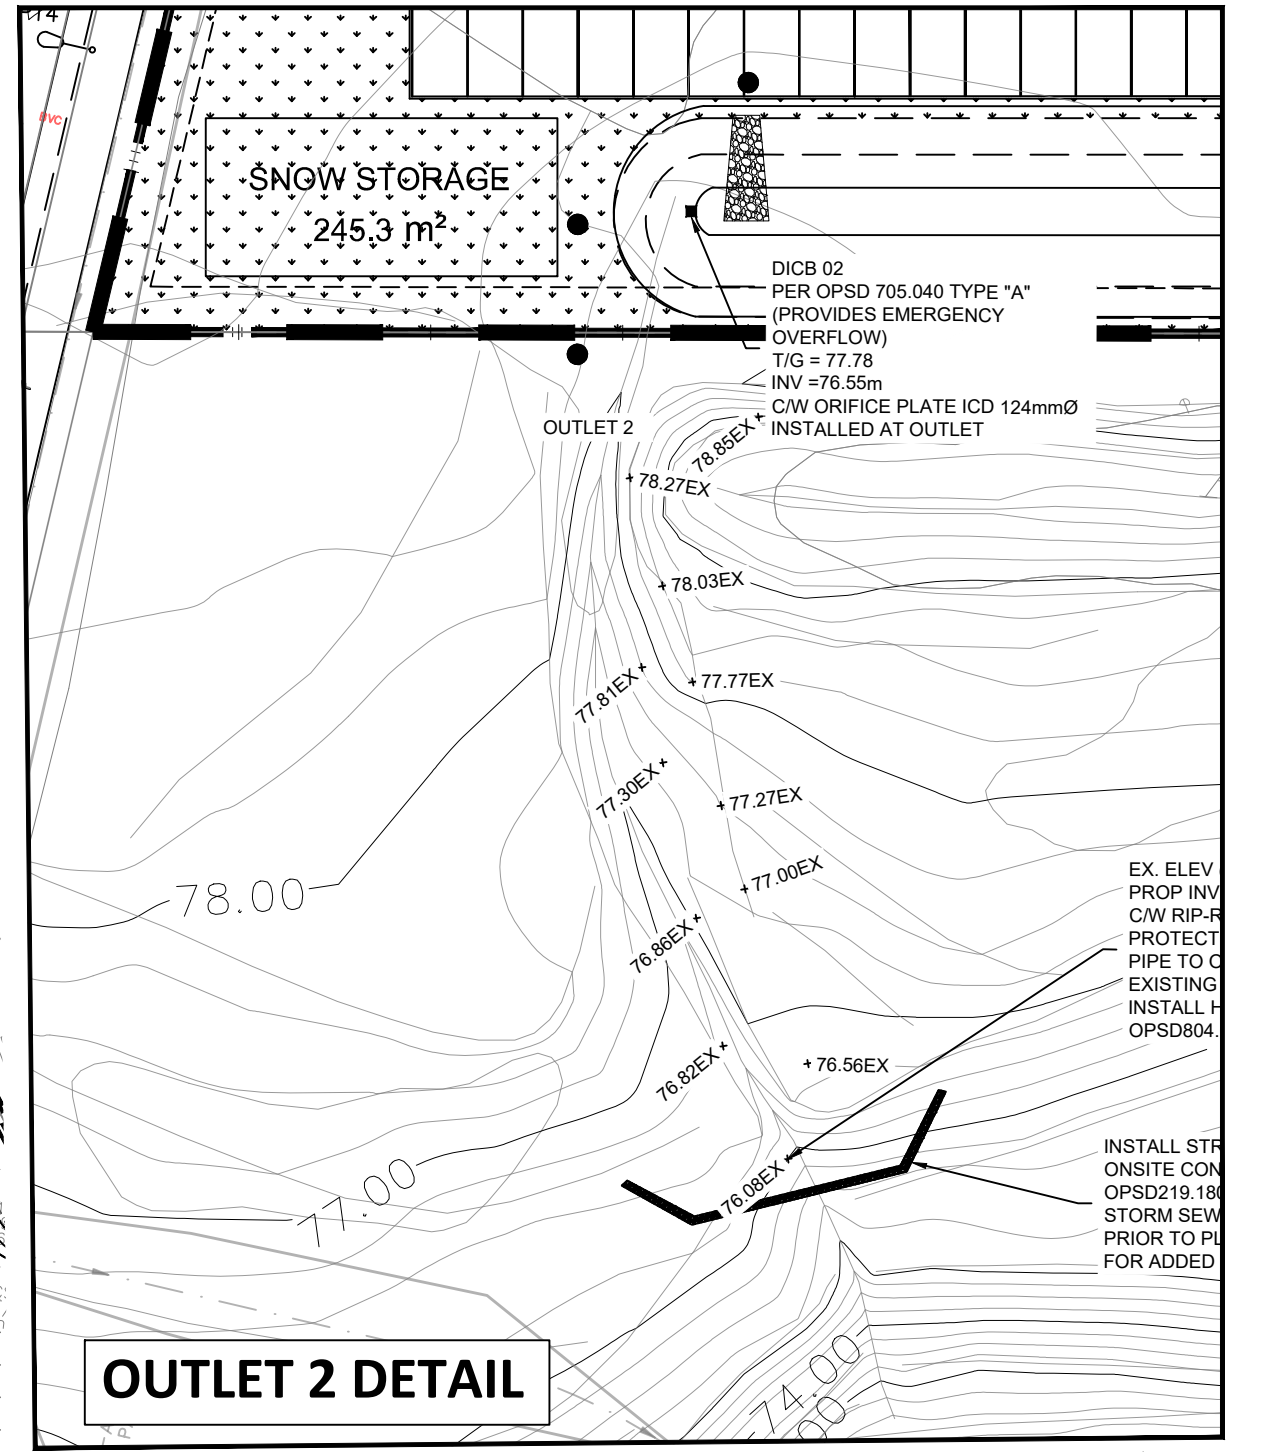 DVC
SNOW STORAGE
245.3 m²
DICB 02
PER OPSD 705.040 TYPE "A"
(PROVIDES EMERGENCY
OVERFLOW)
T/G = 77.78
INV =76.55m
C/W ORIFICE PLATE ICD 124mmØ
INSTALLED AT OUTLET
OUTLET 2
78.85EX
78.27EX
78.03EX
77.81EX
77.77EX
77.30EX
77.27EX
77.00EX
78.00
76.86EX
EX. ELEV
PROP INV
C/W RIP-R
PROTECT
PIPE TO O
EXISTING
INSTALL H
OPSD804.
76.82EX
76.56EX
76.08EX
77.00
INSTALL STR
ONSITE CON
OPSD219.180
STORM SEW
PRIOR TO PL
FOR ADDED
74.00
OUTLET 2 DETAIL